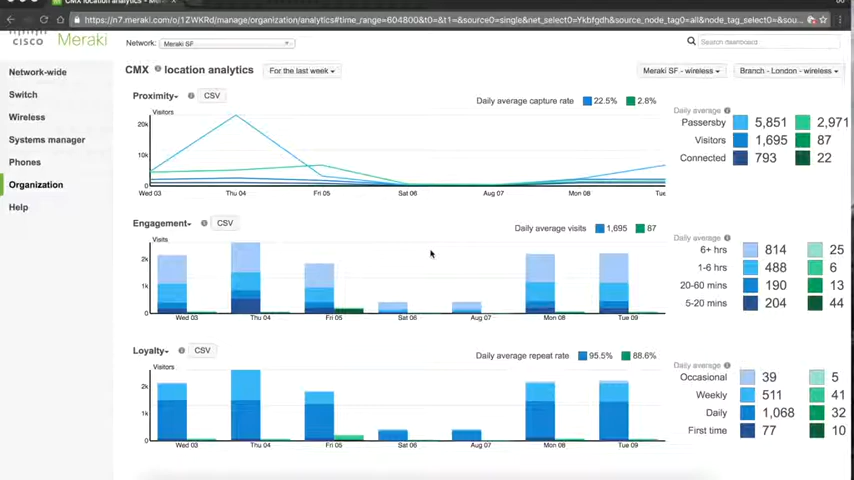 CMX location analytics - Mer
https://n7.meraki.com/o/1ZWKRd/manage/organization/analytics#time_range=604800&t0=&t1=&source0=single&net_select0=Ykbfgdh&source_node_tag0=all&node_tag_select0=&sou...
CISCO Meraki
Network: Meraki SF
Search dashboard
Network-wide
Switch
Wireless
Systems manager
Phones
Organization
Help
CMX location analytics For the last week Meraki SF - wireless Branch - London - wireless
Proximity CSV
Daily average capture rate 22.5% 2.8%
Visitors
20k
10k
1
Wed 03 Thu 04 Fri 05 Sat 06 Aug 07 Mon 08 Tue
Daily average
Passersby 5,851 2,971
Visitors 1,695 87
Connected 793 22
Engagement CSV
Daily average visits 1,695 87
Visits
2k
1k
1
Wed 03 Thu 04 Fri 05 Sat 06 Aug 07 Mon 08 Tue 09
Daily average
6+ hrs 814 25
1-6 hrs 488 6
20-60 mins 190 13
5-20 mins 204 44
Loyalty CSV
Daily average repeat rate 95.5% 88.6%
Visitors
2k
1k
1
Wed 03 Thu 04 Fri 05 Sat 06 Aug 07 Mon 08 Tue 09
Daily average
Occasional 39 5
Weekly 511 41
Daily 1,068 32
First time 77 10